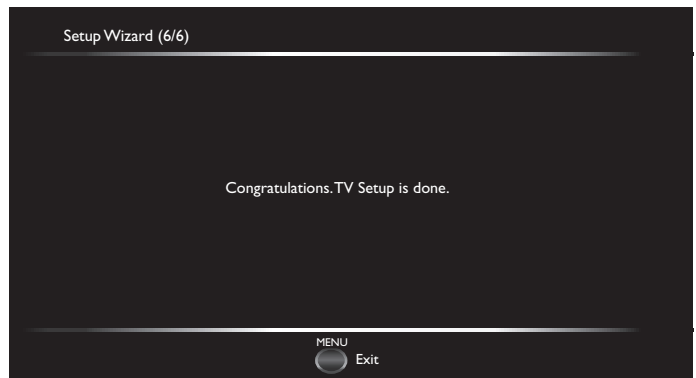 Setup Wizard (6/6)
Congratulations. TV Setup is done.
MENU
Exit